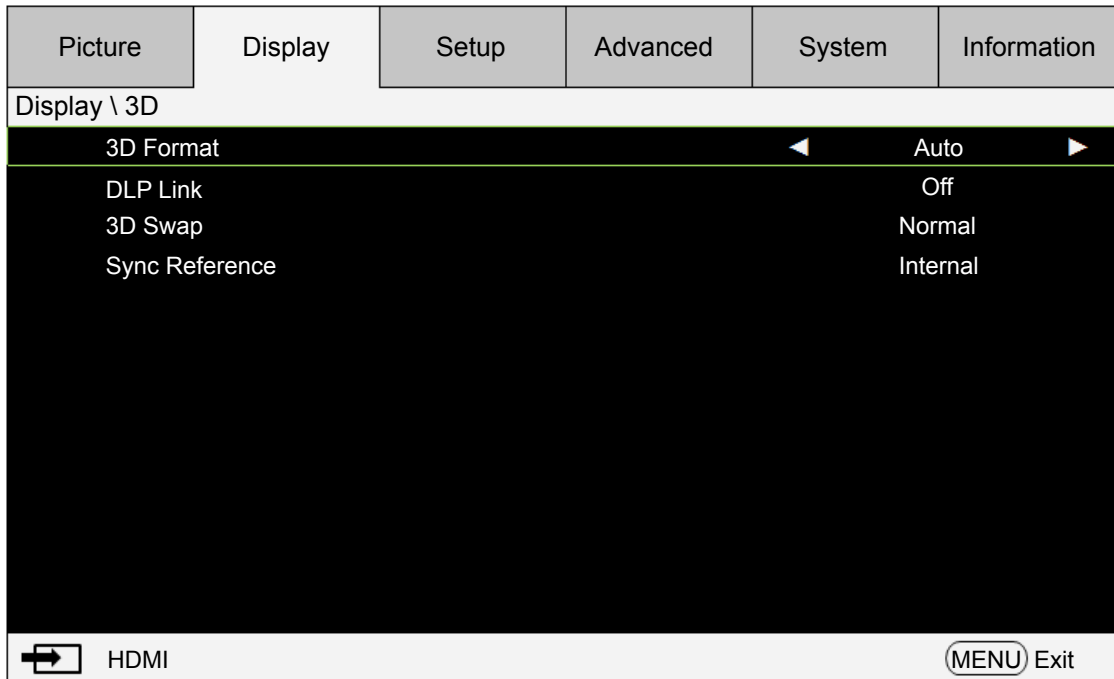 Picture Display Setup Advanced System Information
Display \ 3D
3D Format Auto
DLP Link Off
3D Swap Normal
Sync Reference Internal
HDMI MENU Exit